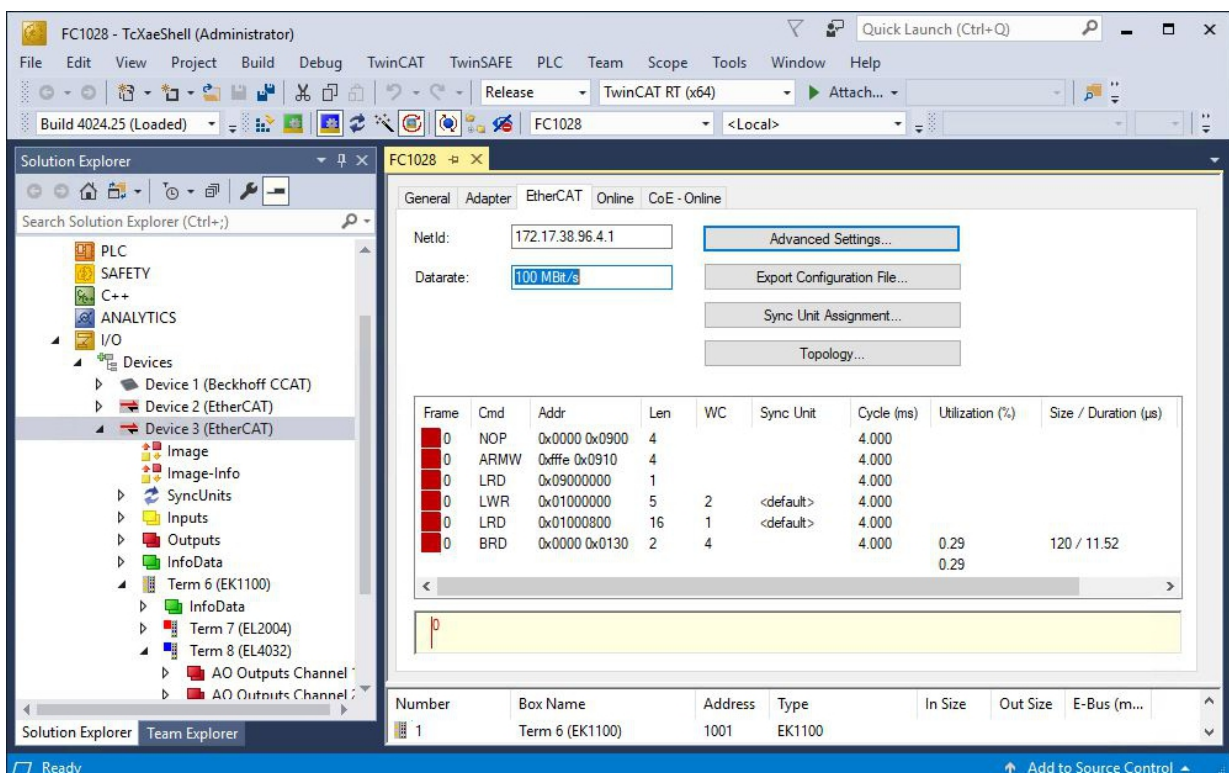 FC1028 - TcXaeShell (Administrator)
Quick Launch (Ctrl+Q)
File Edit View Project Build Debug TwinCAT TwinSAFE PLC Team Scope Tools Window Help
Release TwinCAT RT (x64) Attach...
Build 4024.25 (Loaded) FC1028 <Local>
Solution Explorer
Search Solution Explorer (Ctrl+;)
PLC
SAFETY
C++
ANALYTICS
I/O
Devices
Device 1 (Beckhoff CCAT)
Device 2 (EtherCAT)
Device 3 (EtherCAT)
Image
Image-Info
SyncUnits
Inputs
Outputs
InfoData
Term 6 (EK1100)
InfoData
Term 7 (EL2004)
Term 8 (EL4032)
AO Outputs Channel 1
AO Outputs Channel 2
Solution Explorer Team Explorer
FC1028
General Adapter EtherCAT Online CoE - Online
NetId: 172.17.38.96.4.1 Advanced Settings...
Datarate: 100 MBit/s Export Configuration File...
Sync Unit Assignment...
Topology...
Frame Cmd Addr Len WC Sync Unit Cycle (ms) Utilization (%) Size / Duration (µs)
0 NOP 0x0000 0x0900 4 4.000
0 ARMW 0xfffe 0x0910 4 4.000
0 LRD 0x09000000 1 4.000
0 LWR 0x01000000 5 2 <default> 4.000
0 LRD 0x01000800 16 1 <default> 4.000
0 BRD 0x0000 0x0130 2 4 4.000 0.29 120 / 11.52
0.29
0
Number Box Name Address Type In Size Out Size E-Bus (m...
1 Term 6 (EK1100) 1001 EK1100
Ready Add to Source Control